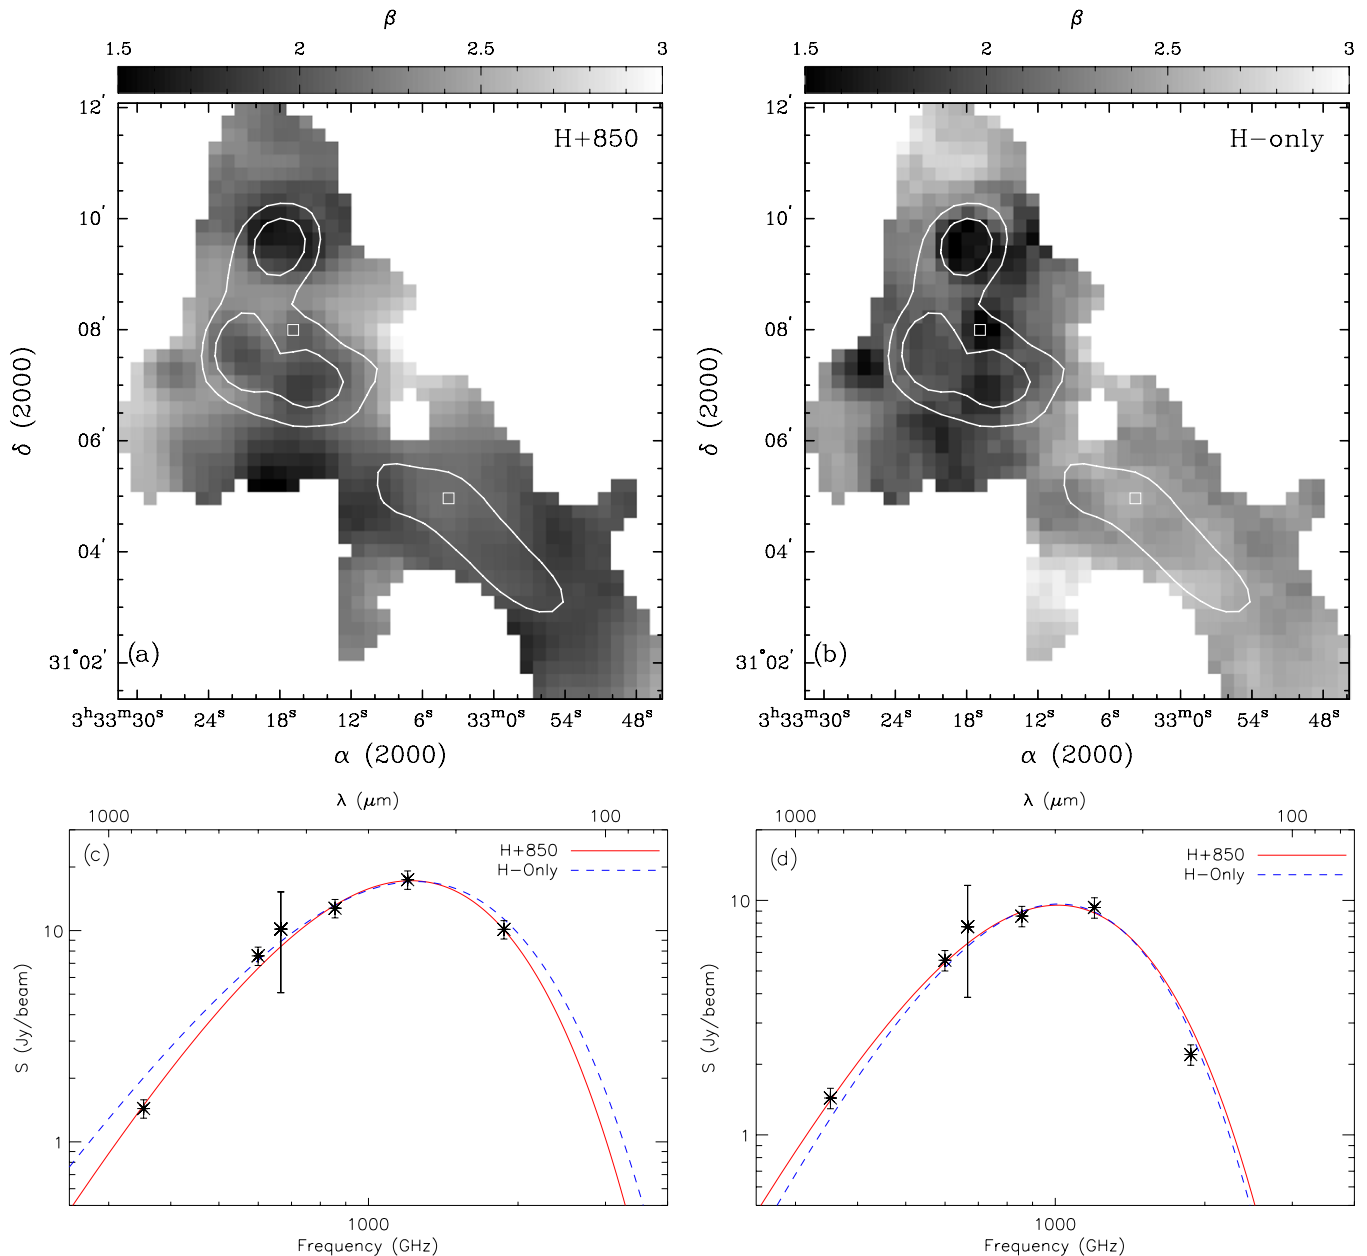 β
1.5 2 2.5 3
H+850
12′
10′
08′
06′
04′
31°02′
δ (2000)
(a)
3ʰ33ᵐ30ˢ 24ˢ 18ˢ 12ˢ 6ˢ 33ᵐ0ˢ 54ˢ 48ˢ
α (2000)
β
1.5 2 2.5 3
H-only
12′
10′
08′
06′
04′
31°02′
δ (2000)
(b)
3ʰ33ᵐ30ˢ 24ˢ 18ˢ 12ˢ 6ˢ 33ᵐ0ˢ 54ˢ 48ˢ
α (2000)
λ (μm)
1000 100
(c)
H+850
H-Only
10
1
S (Jy/beam)
1000
Frequency (GHz)
λ (μm)
1000 100
(d)
H+850
H-Only
10
1
S (Jy/beam)
1000
Frequency (GHz)